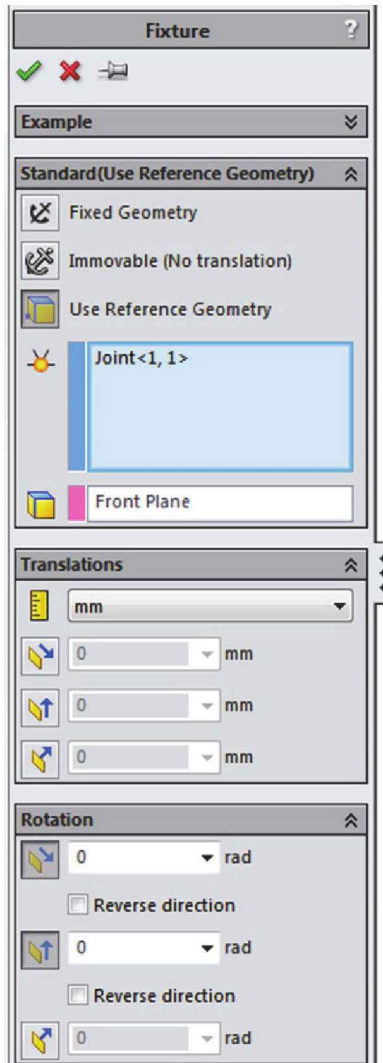 Fixture ?
Example
Standard(Use Reference Geometry)
Fixed Geometry
Immovable (No translation)
Use Reference Geometry
Joint<1, 1>
Front Plane
Translations
mm
0 mm
0 mm
0 mm
Rotation
0 rad
Reverse direction
0 rad
Reverse direction
0 rad